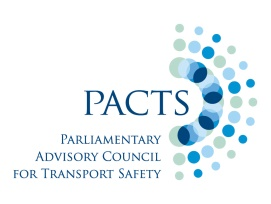 PACTS
Parliamentary
Advisory Council
for Transport Safety